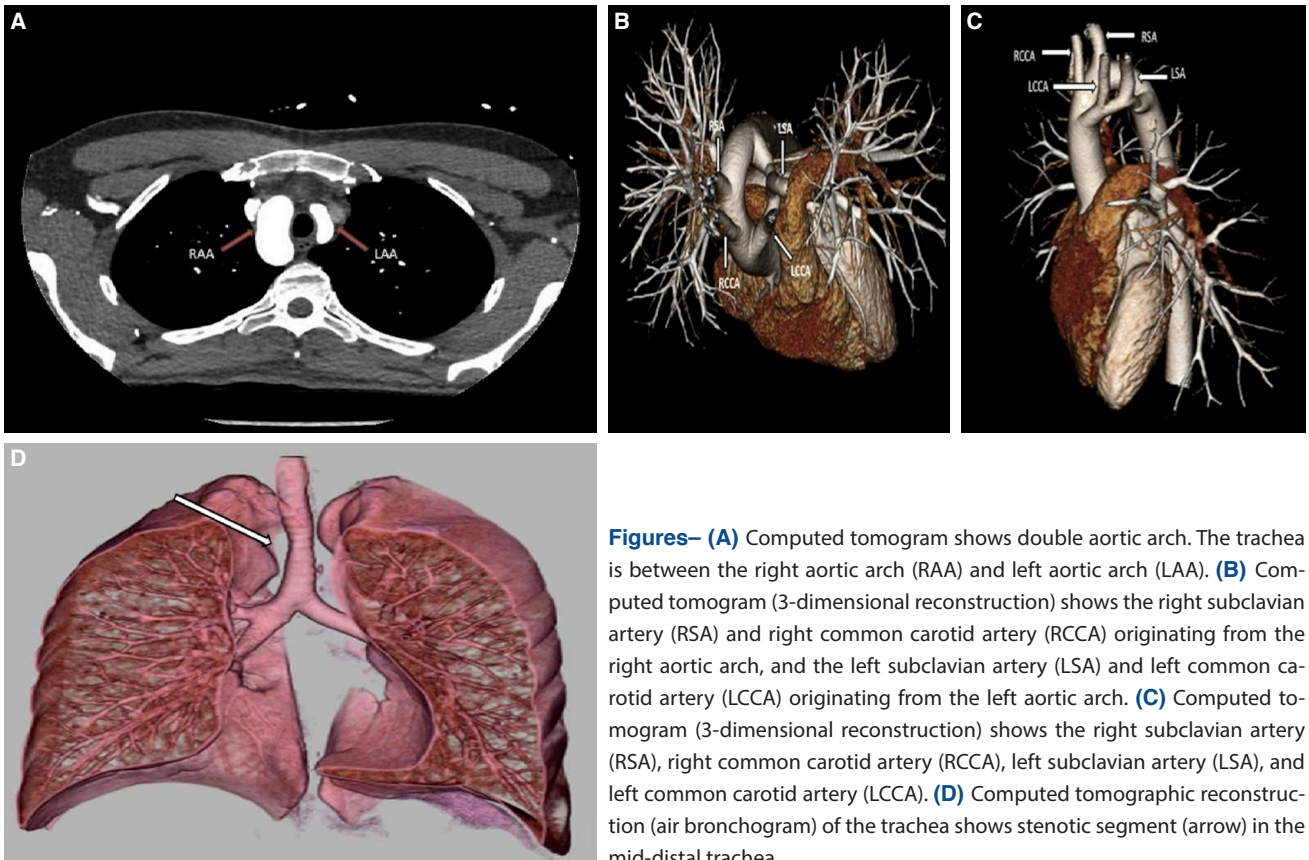 A
RAA
LAA
B
RSA
LSA
RCCA
LCCA
C
RSA
RCCA
LCCA
LSA
D
Figures– (A) Computed tomogram shows double aortic arch. The trachea
is between the right aortic arch (RAA) and left aortic arch (LAA). (B) Com-
puted tomogram (3-dimensional reconstruction) shows the right subclavian
artery (RSA) and right common carotid artery (RCCA) originating from the
right aortic arch, and the left subclavian artery (LSA) and left common ca-
rotid artery (LCCA) originating from the left aortic arch. (C) Computed to-
mogram (3-dimensional reconstruction) shows the right subclavian artery
(RSA), right common carotid artery (RCCA), left subclavian artery (LSA), and
left common carotid artery (LCCA). (D) Computed tomographic reconstruc-
tion (air bronchogram) of the trachea shows stenotic segment (arrow) in the
mid-distal trachea